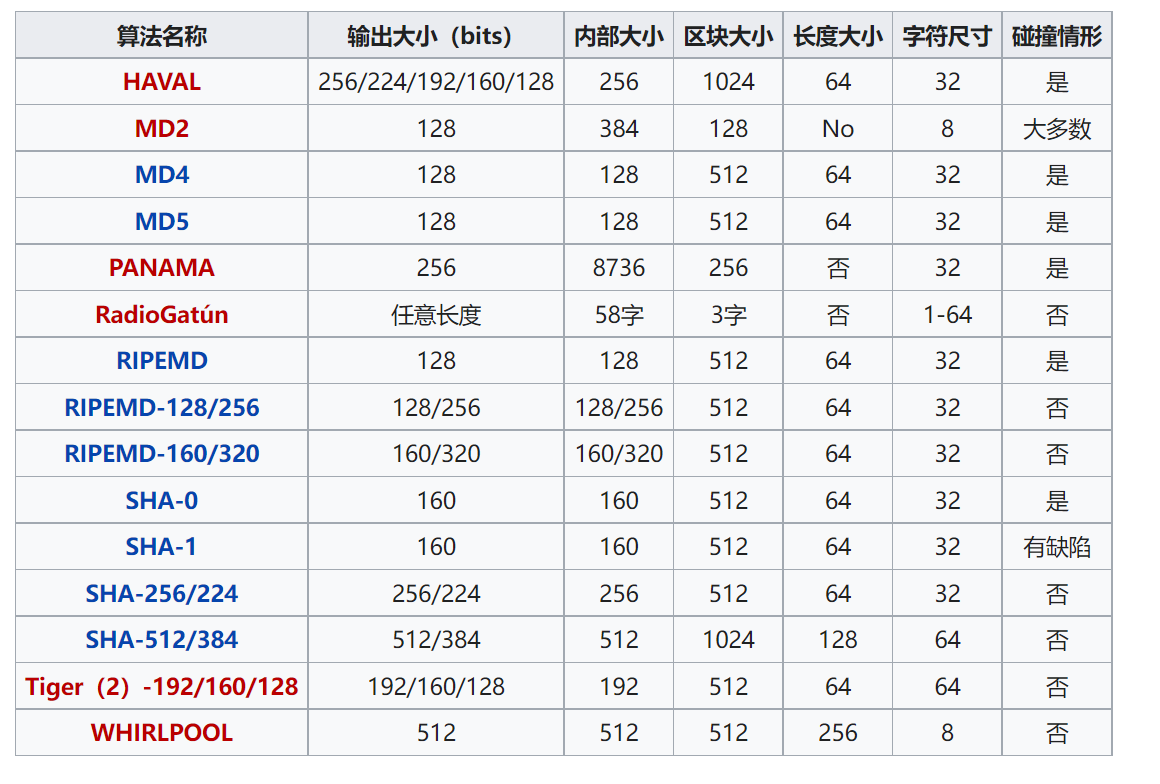 算法名称 输出大小（bits） 内部大小 区块大小 长度大小 字符尺寸 碰撞情形
HAVAL 256/224/192/160/128 256 1024 64 32 是
MD2 128 384 128 No 8 大多数
MD4 128 128 512 64 32 是
MD5 128 128 512 64 32 是
PANAMA 256 8736 256 否 32 是
RadioGatún 任意长度 58字 3字 否 1-64 否
RIPEMD 128 128 512 64 32 是
RIPEMD-128/256 128/256 128/256 512 64 32 否
RIPEMD-160/320 160/320 160/320 512 64 32 否
SHA-0 160 160 512 64 32 是
SHA-1 160 160 512 64 32 有缺陷
SHA-256/224 256/224 256 512 64 32 否
SHA-512/384 512/384 512 1024 128 64 否
Tiger（2）-192/160/128 192/160/128 192 512 64 64 否
WHIRLPOOL 512 512 512 256 8 否